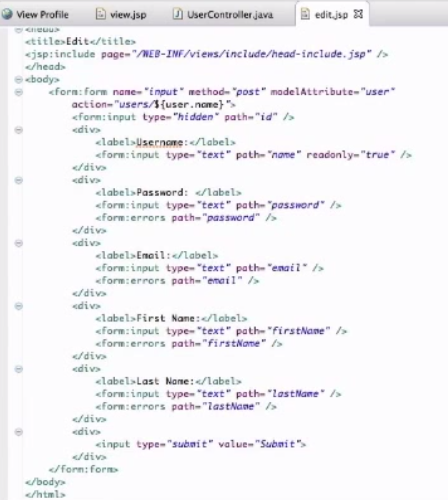 View Profile view.jsp UserController.java edit.jsp
<head>
<title>Edit</title>
<jsp:include page="/WEB-INF/views/include/head-include.jsp" />
</head>
<body>
<form:form name="input" method="post" modelAttribute="user"
action="users/${user.name}">
<form:input type="hidden" path="id" />
<div>
<label>Username:</label>
<form:input type="text" path="name" readonly="true" />
</div>
<div>
<label>Password: </label>
<form:input type="text" path="password" />
<form:errors path="password" />
</div>
<div>
<label>Email:</label>
<form:input type="text" path="email" />
<form:errors path="email" />
</div>
<div>
<label>First Name:</label>
<form:input type="text" path="firstName" />
<form:errors path="firstName" />
</div>
<div>
<label>Last Name:</label>
<form:input type="text" path="lastName" />
<form:errors path="lastName" />
</div>
<div>
<input type="submit" value="Submit">
</div>
</form:form>
</body>
</html>